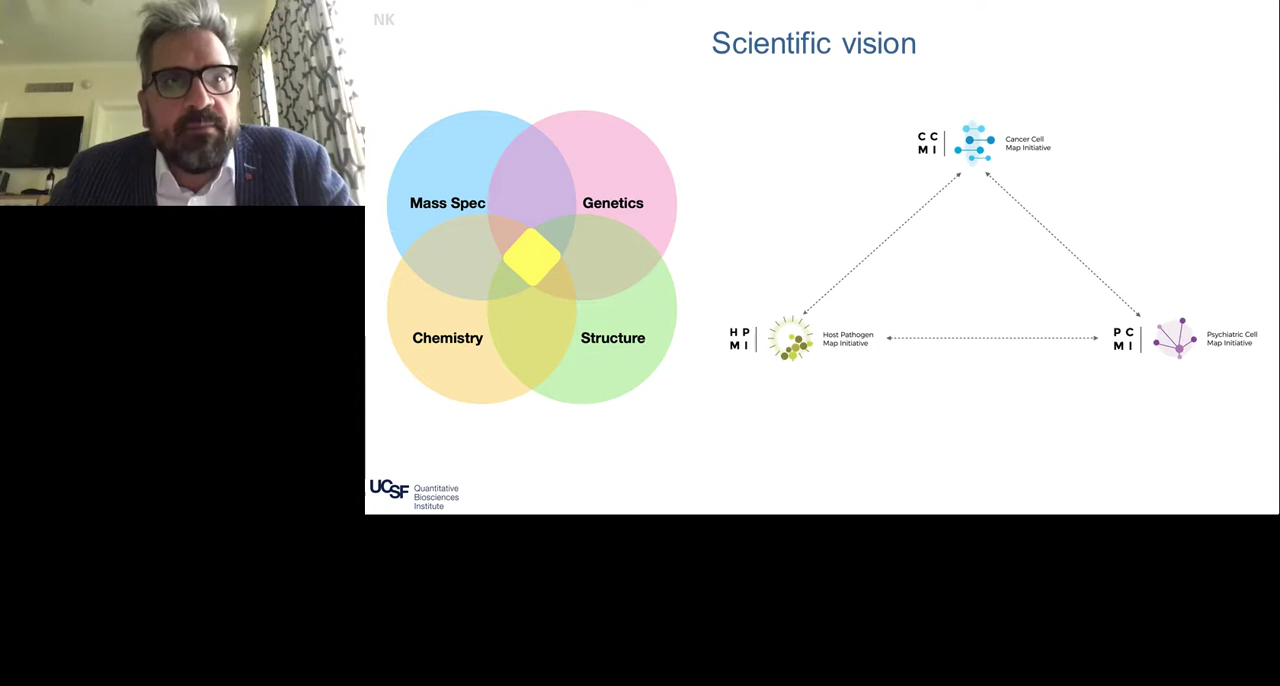 NK
Scientific vision
Mass Spec
Genetics
Chemistry
Structure
C C
M I
Cancer Cell
Map Initiative
H P
M I
Host Pathogen
Map Initiative
P C
M I
Psychiatric Cell
Map Initiative
UCSF
Quantitative
Biosciences
Institute